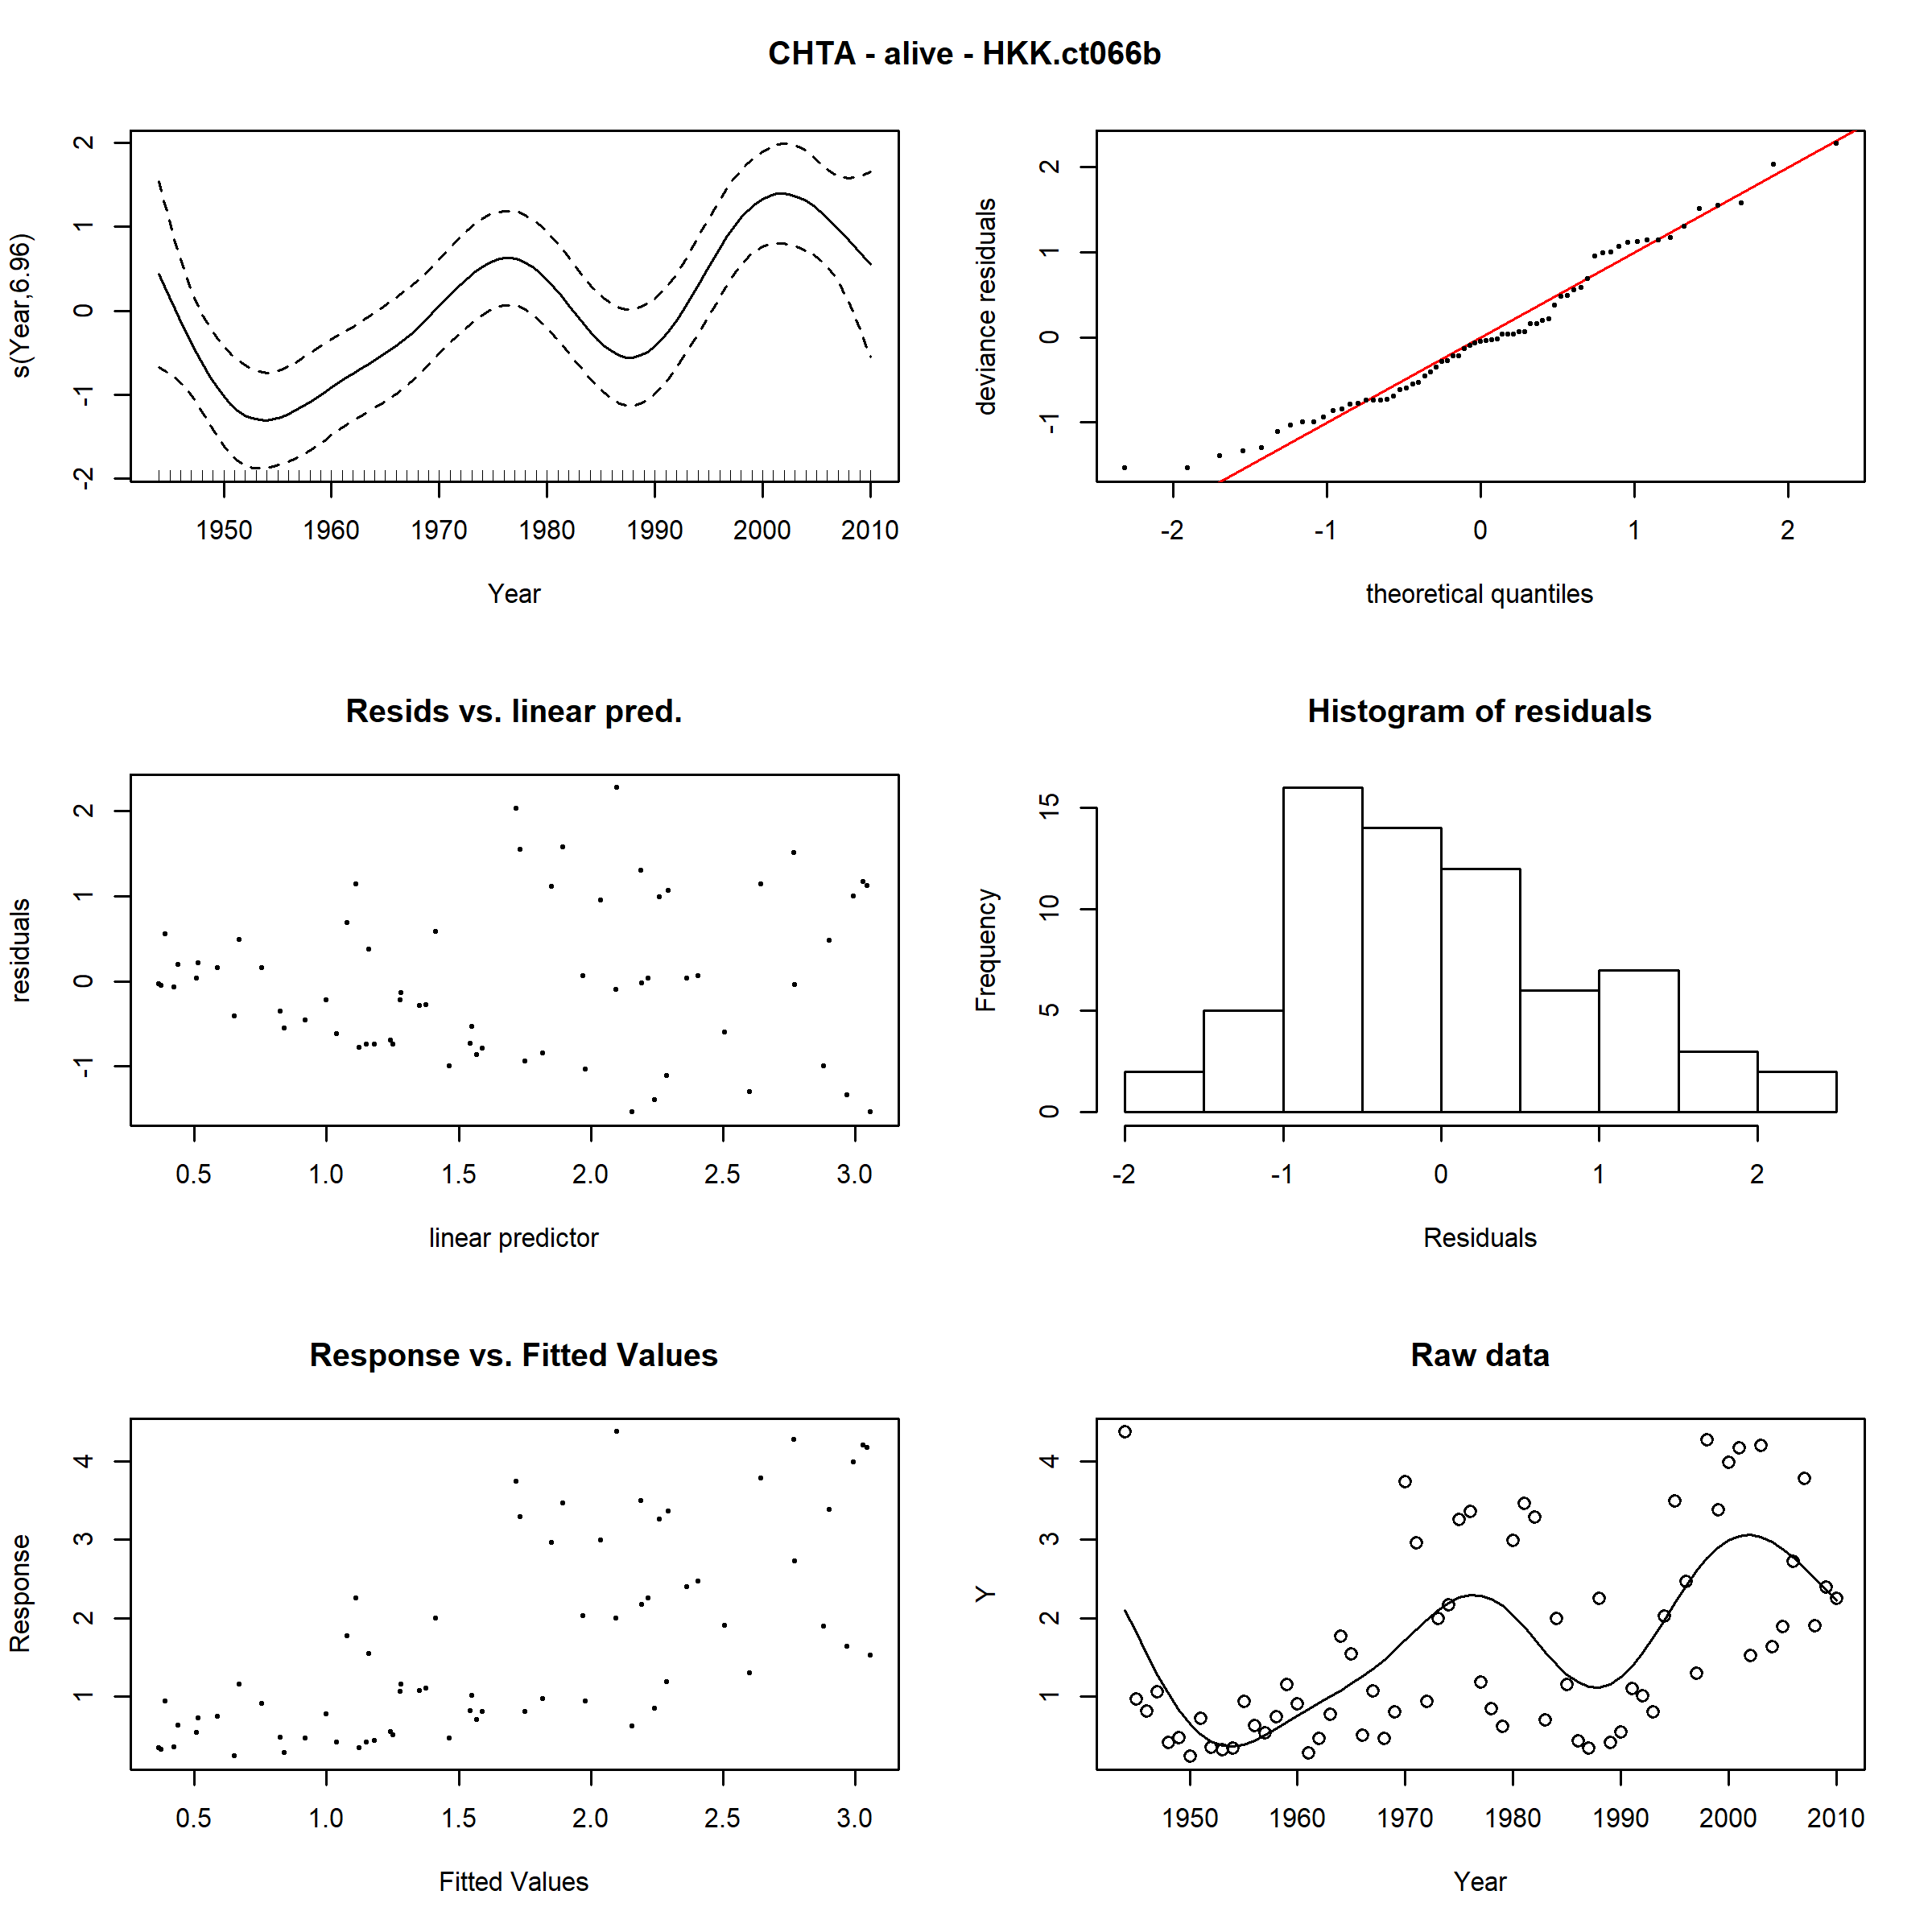 CHTA - alive - HKK.ct066b
s(Year,6.96)
2
1
0
-1
-2
1950 1960 1970 1980 1990 2000 2010
Year
deviance residuals
2
1
0
-1
-2 -1 0 1 2
theoretical quantiles
Resids vs. linear pred.
residuals
2
1
0
-1
0.5 1.0 1.5 2.0 2.5 3.0
linear predictor
Histogram of residuals
Frequency
15
10
5
0
-2 -1 0 1 2
Residuals
Response vs. Fitted Values
Response
4
3
2
1
0.5 1.0 1.5 2.0 2.5 3.0
Fitted Values
Raw data
Y
4
3
2
1
1950 1960 1970 1980 1990 2000 2010
Year